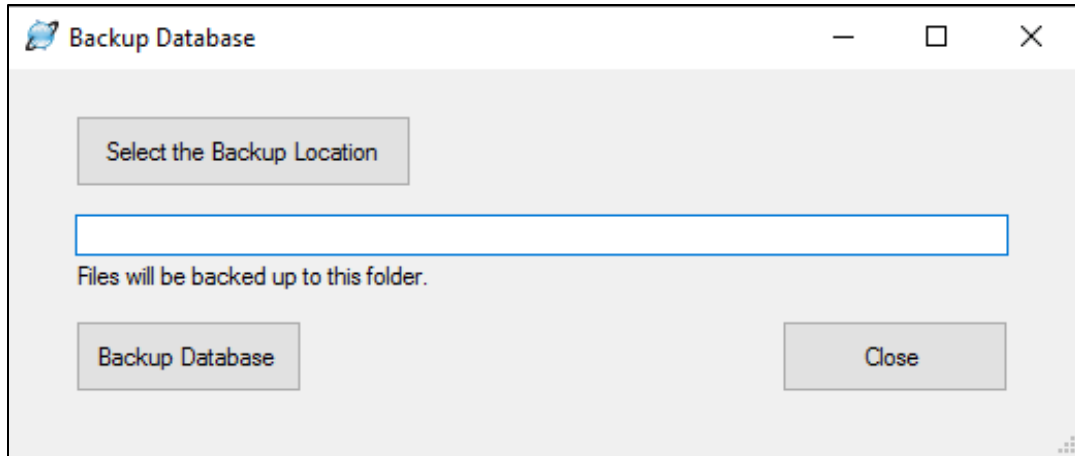 Backup Database
Select the Backup Location
Files will be backed up to this folder.
Backup Database
Close